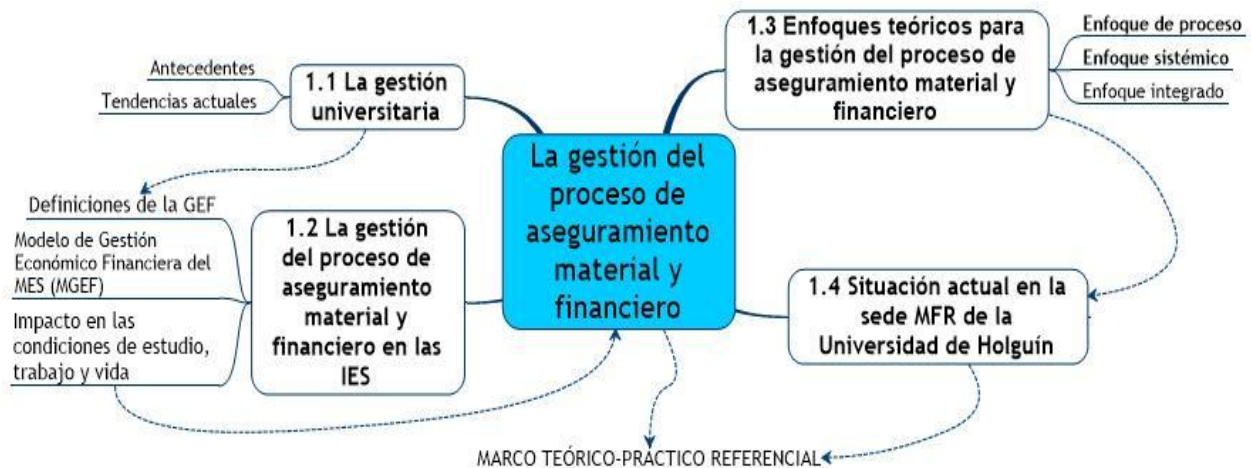 Antecedentes
Tendencias actuales
1.1 La gestión
universitaria
Definiciones de la GEF
Modelo de Gestión
Económico Financiera del
MES (MGEF)
Impacto en las
condiciones de estudio,
trabajo y vida
1.2 La gestión
del proceso de
aseguramiento
material y
financiero en las
IES
La gestión del
proceso de
aseguramiento
material y
financiero
1.3 Enfoques teóricos para
la gestión del proceso de
aseguramiento material y
financiero
Enfoque de proceso
Enfoque sistémico
Enfoque integrado
1.4 Situación actual en la
sede MFR de la
Universidad de Holguín
MARCO TEÓRICO-PRÁCTICO REFERENCIAL